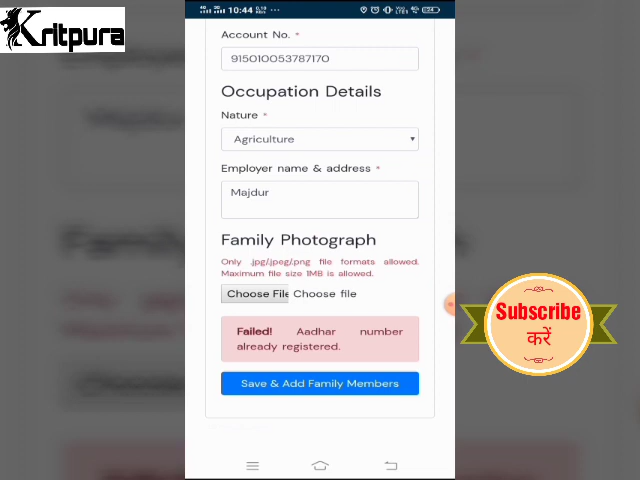 Kritpura
10:44
Account No. *
915010053787170
Occupation Details
Nature *
Agriculture
Employer name & address *
Majdur
Family Photograph
Only .jpg/.jpeg/.png file formats allowed.
Maximum file size 1MB is allowed.
Choose File Choose file
Failed! Aadhar number
already registered.
Save & Add Family Members
Subscribe
करें